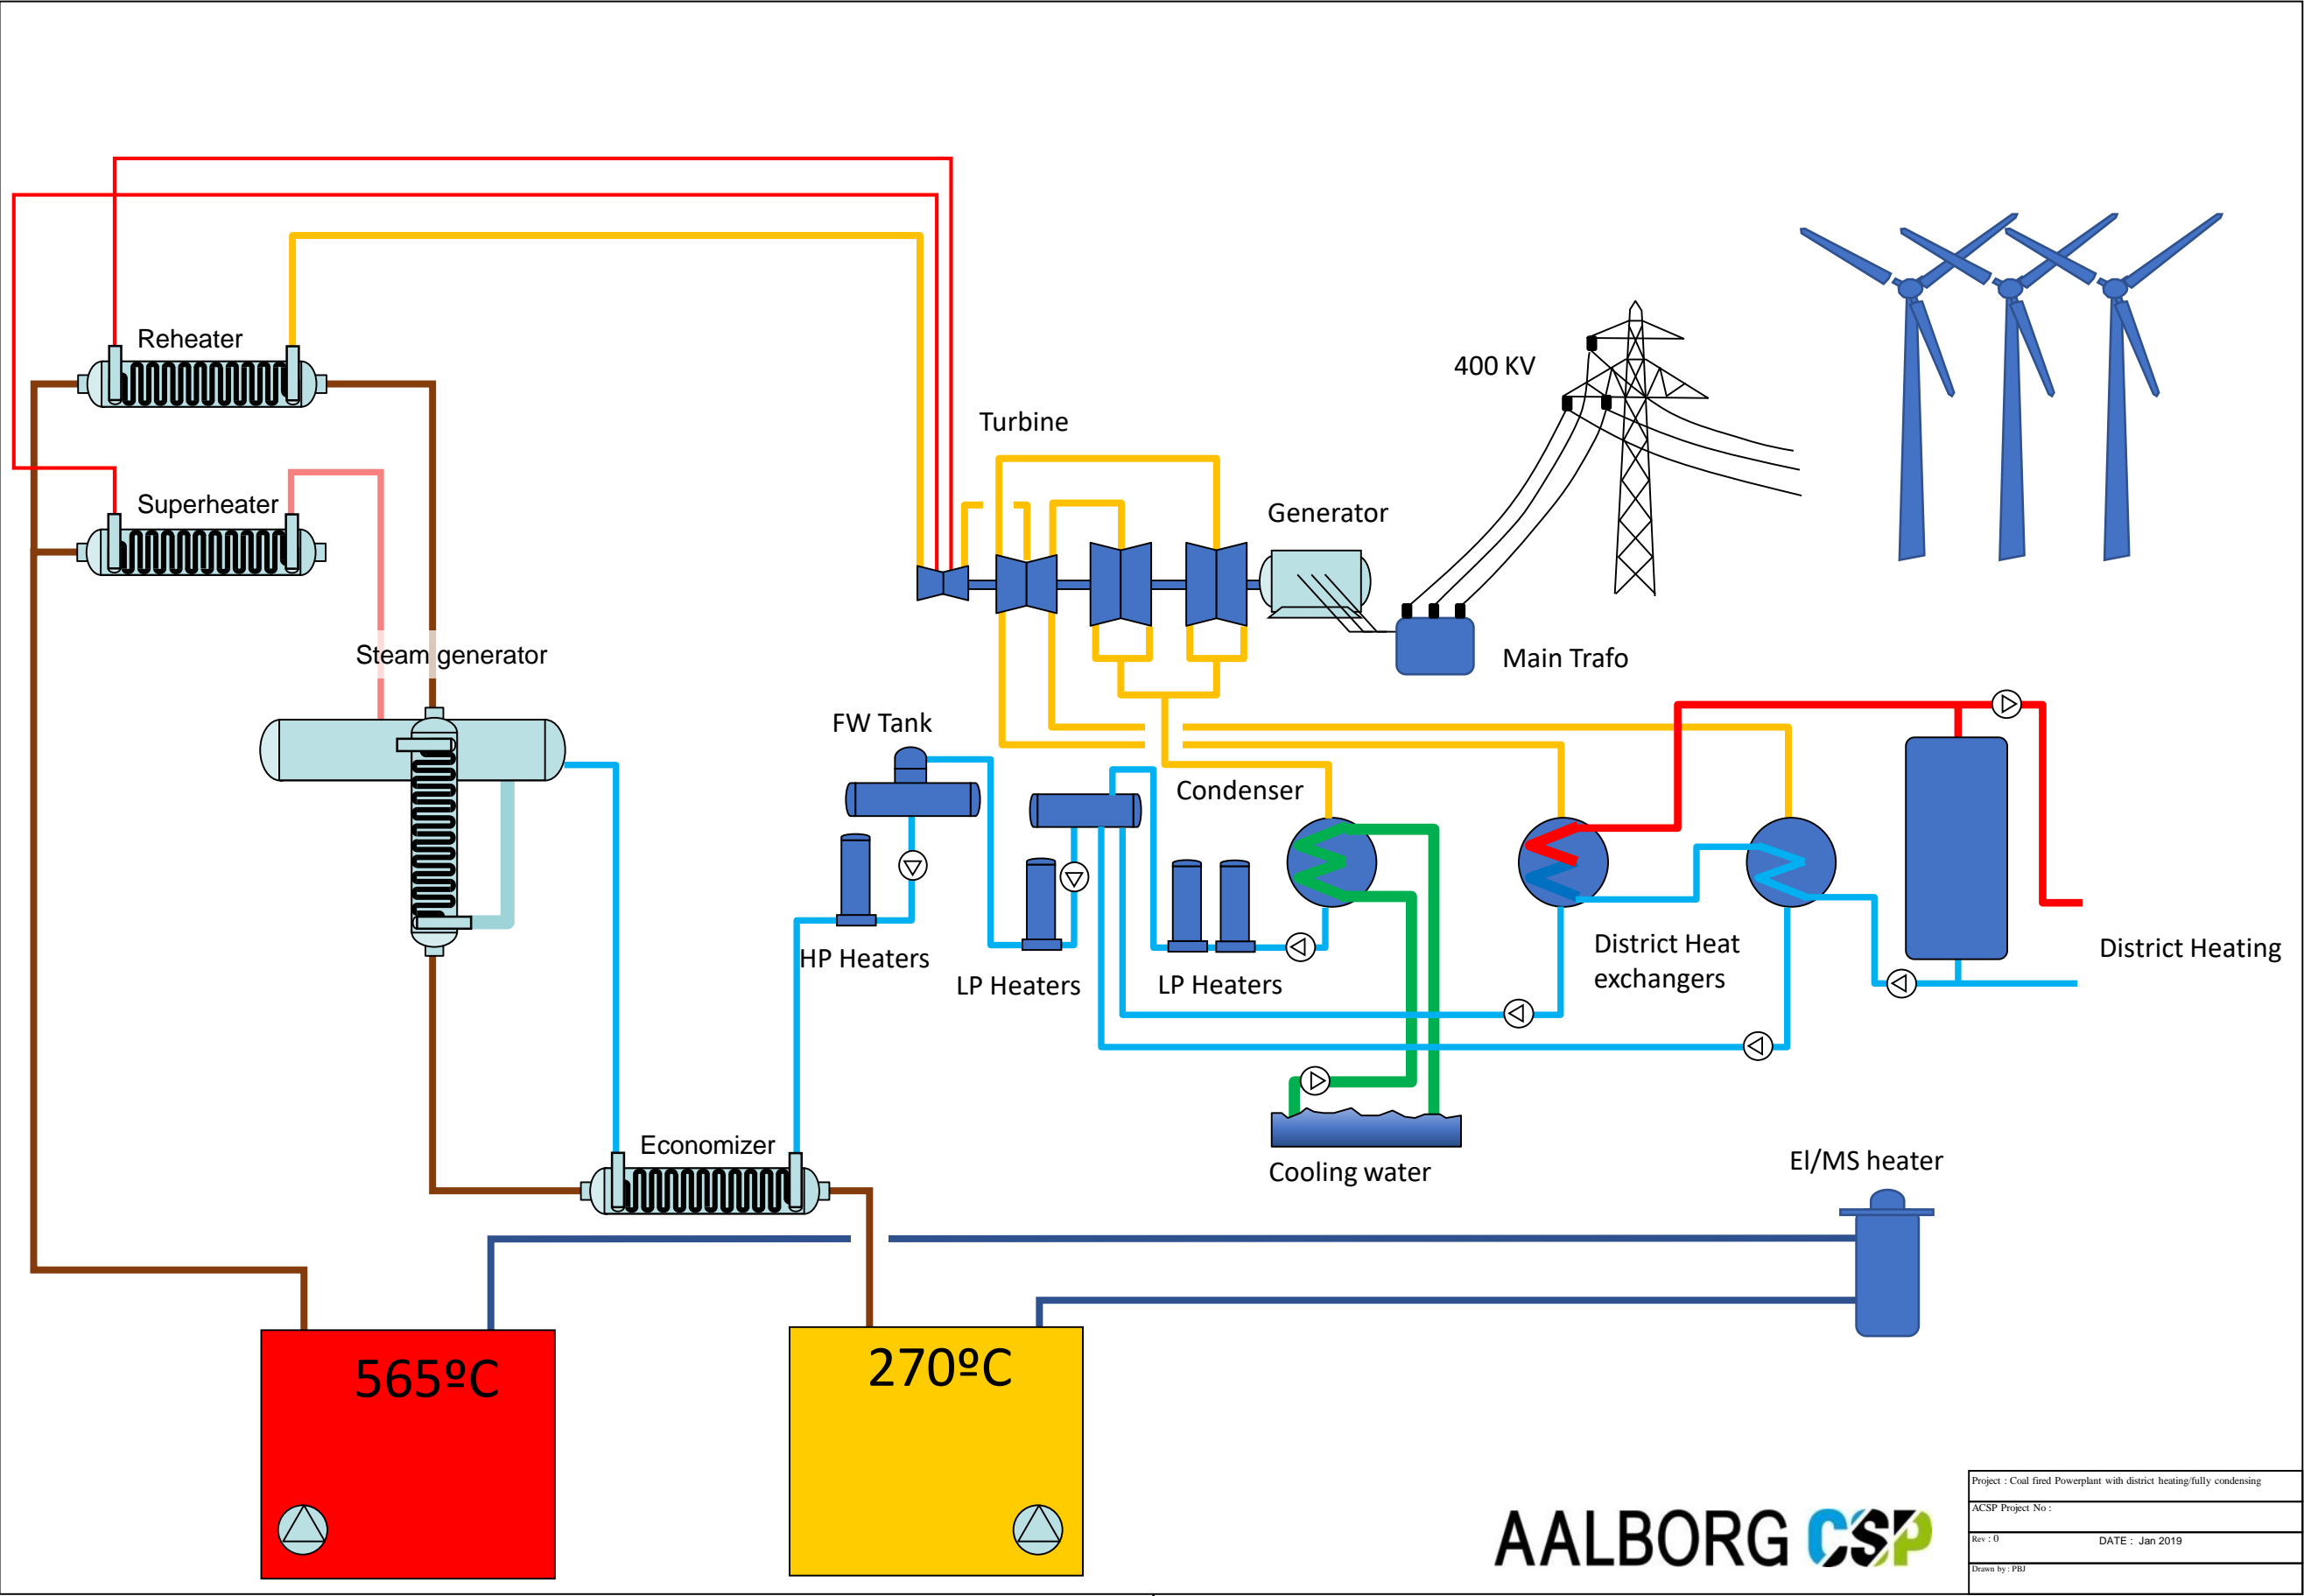 Reheater
400 KV
Turbine
Superheater
Generator
Steam generator
Main Trafo
FW Tank
Condenser
HP Heaters
LP Heaters
LP Heaters
District Heat
exchangers
District Heating
Economizer
Cooling water
El/MS heater
565ºC
270ºC
AALBORG CSP
Project : Coal fired Powerplant with district heating/fully condensing
ACSP Project No :
Rev : 0 DATE : Jan 2019
Drawn by : PBJ